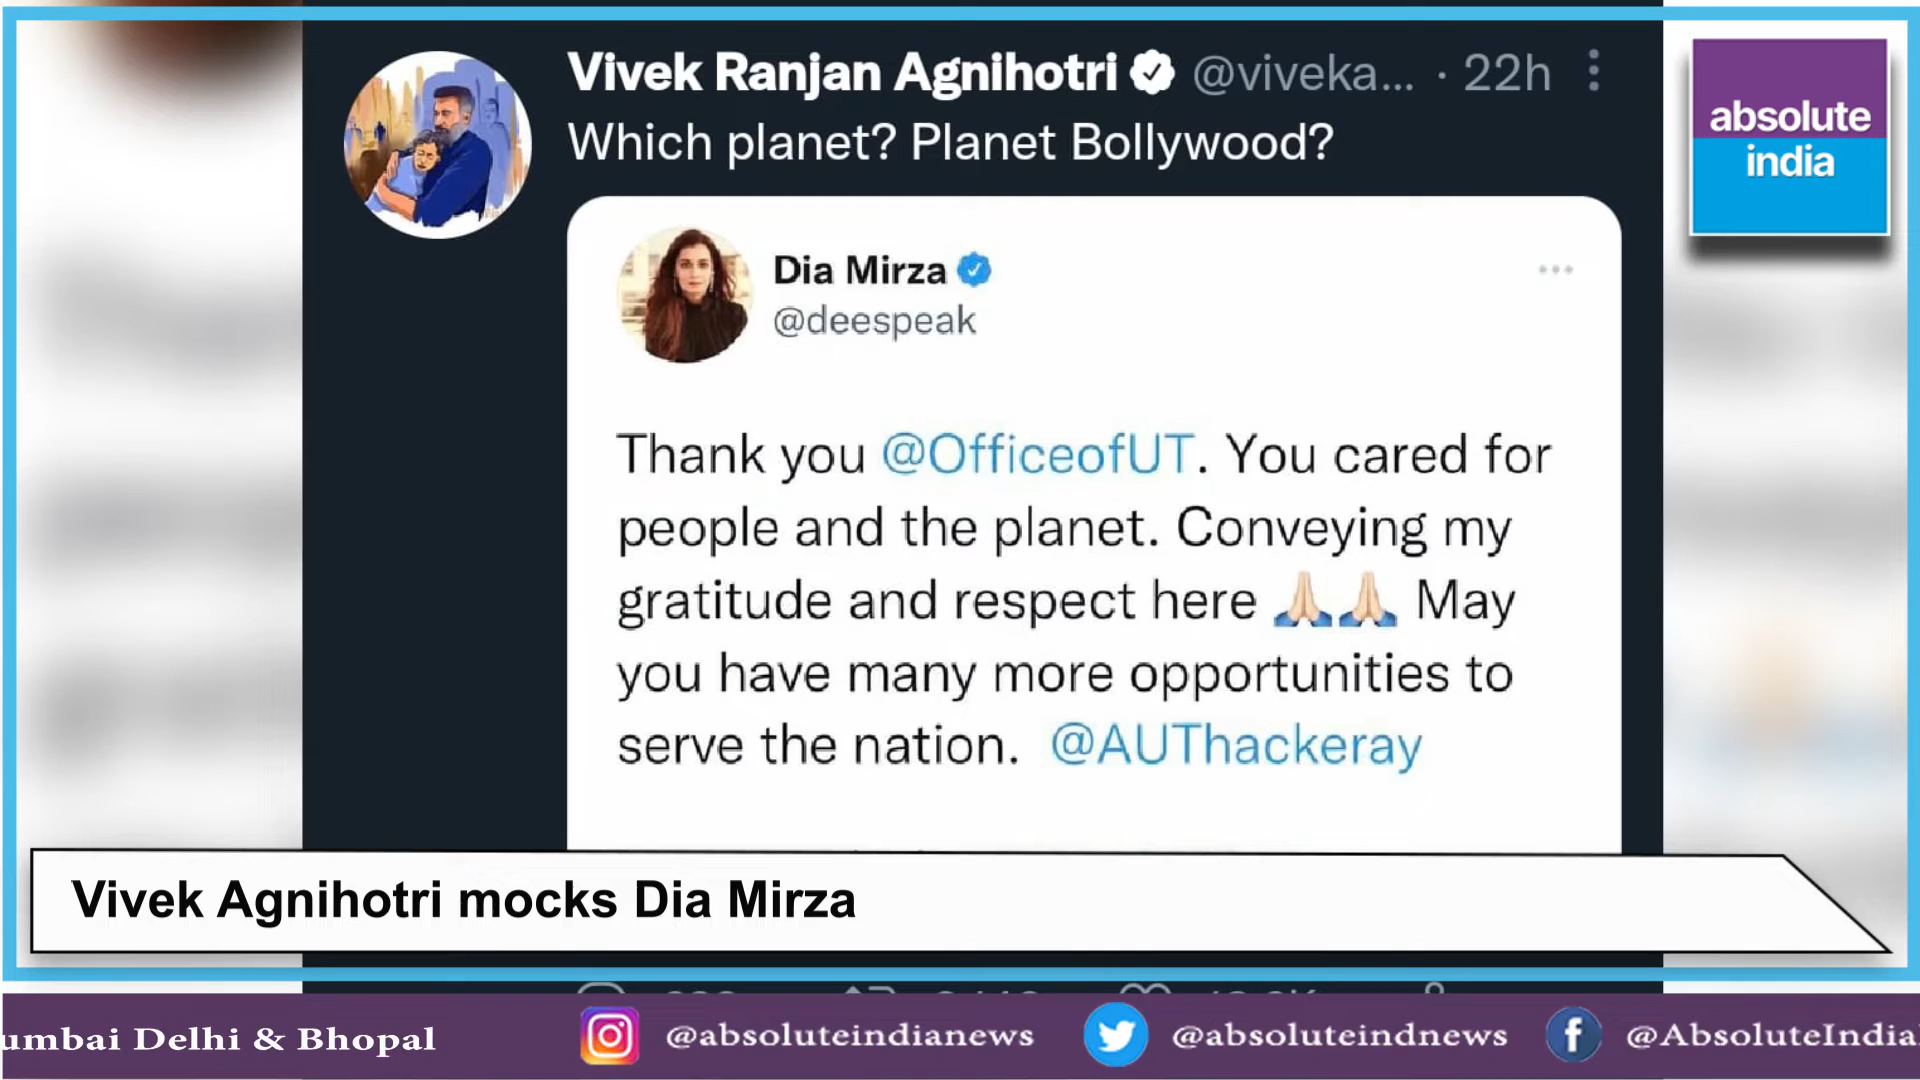 Vivek Ranjan Agnihotri @viveka... · 22h
Which planet? Planet Bollywood?
absolute
india
Dia Mirza
@deespeak
Thank you @OfficeofUT. You cared for
people and the planet. Conveying my
gratitude and respect here 🙏🏻🙏🏻 May
you have many more opportunities to
serve the nation. @AUThackeray
Vivek Agnihotri mocks Dia Mirza
umbai Delhi & Bhopal @absoluteindianews @absoluteindnews @AbsoluteIndia